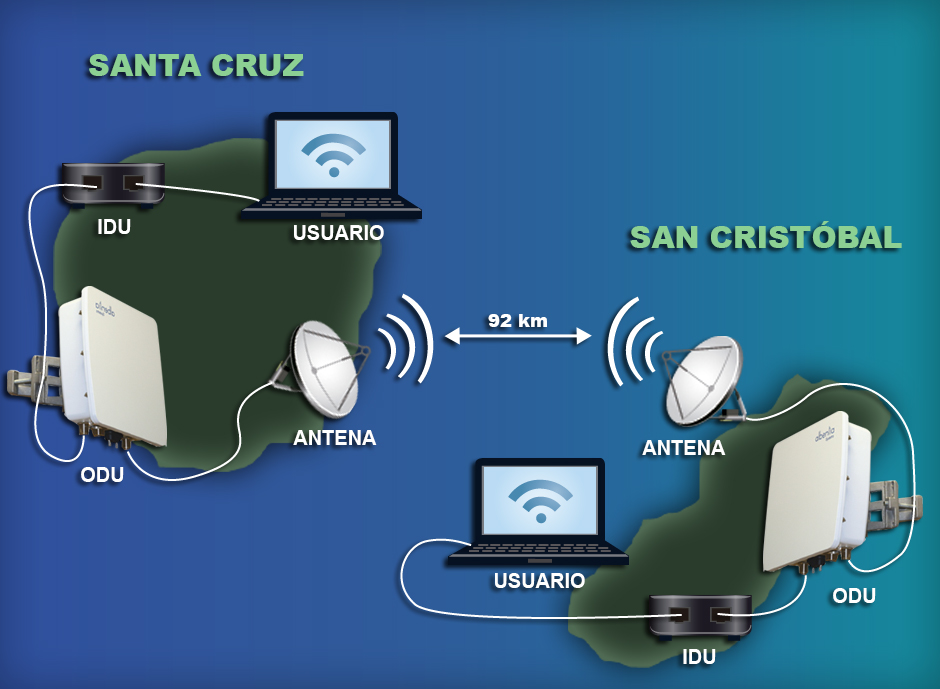 SANTA CRUZ
IDU
USUARIO
SAN CRISTÓBAL
92 km
ANTENA
ANTENA
ODU
USUARIO
ODU
IDU